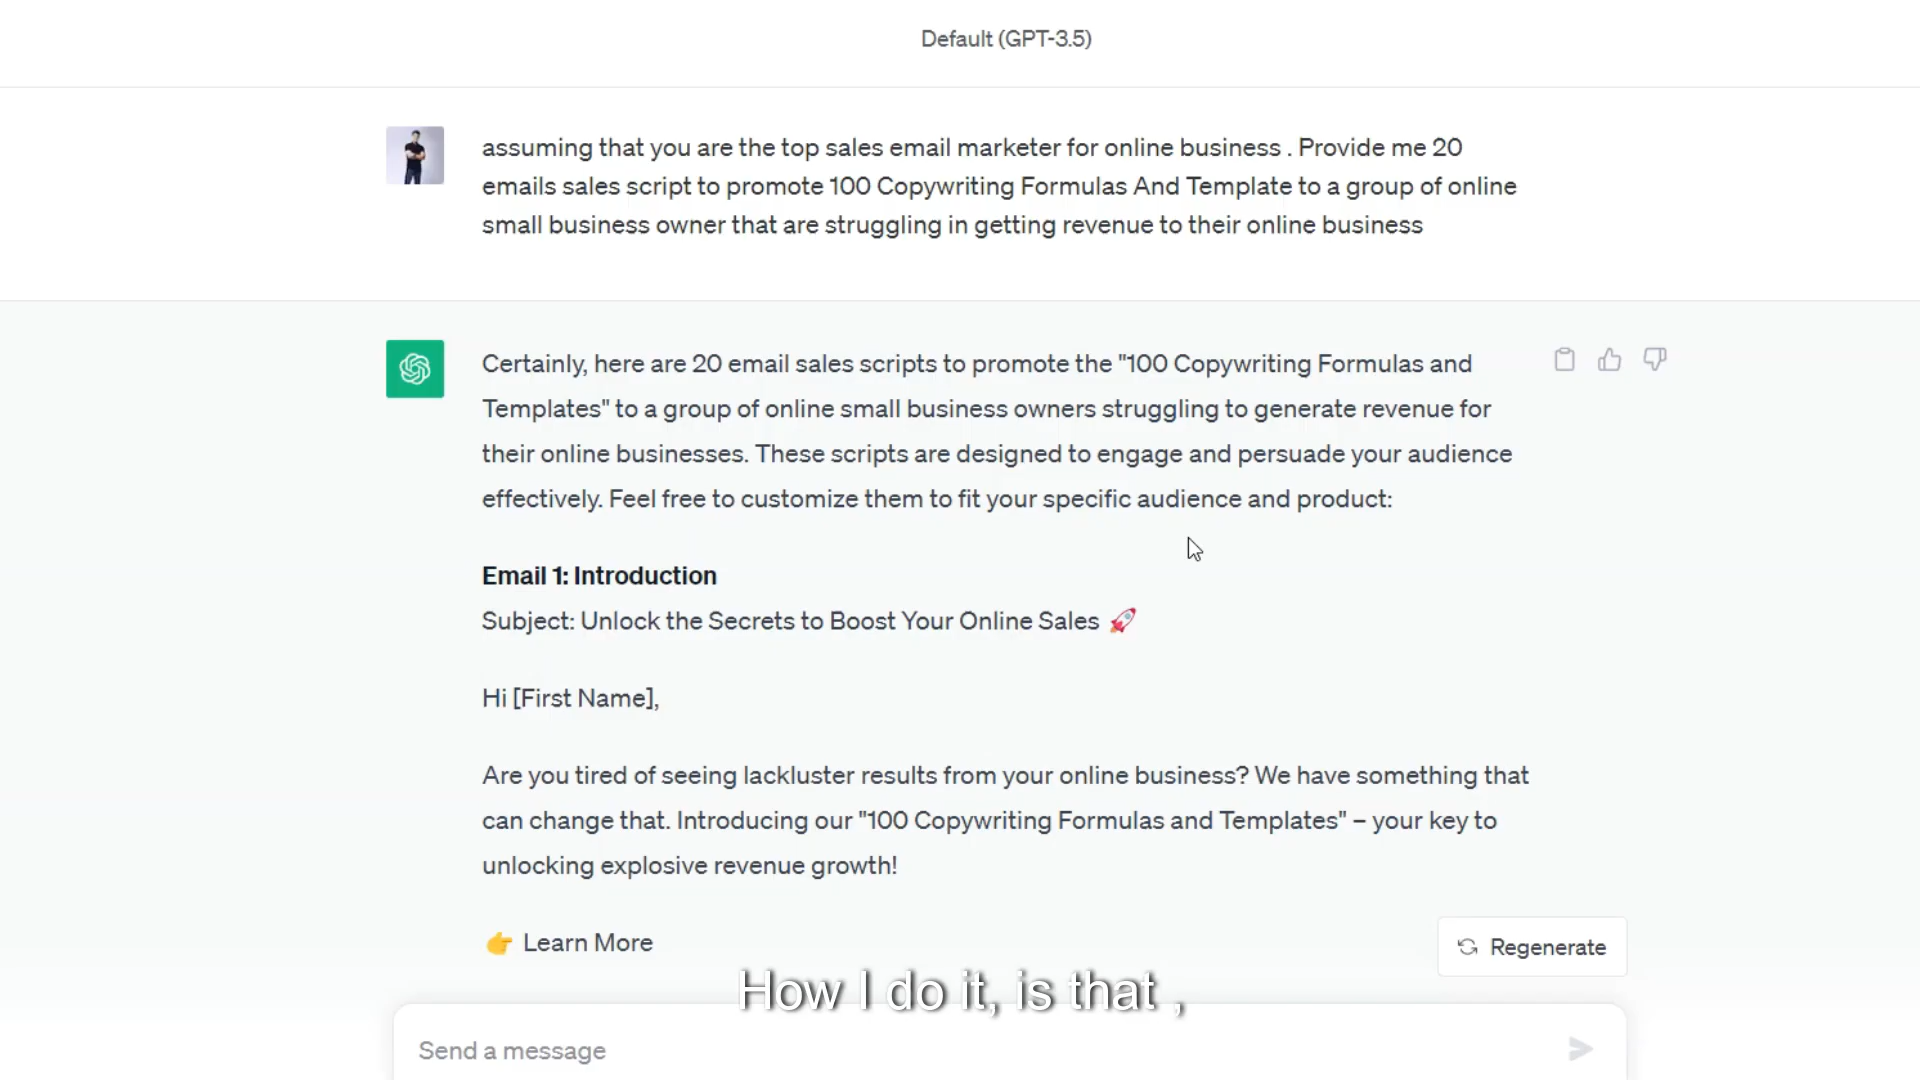 Default (GPT-3.5)
assuming that you are the top sales email marketer for online business . Provide me 20
emails sales script to promote 100 Copywriting Formulas And Template to a group of online
small business owner that are struggling in getting revenue to their online business
Certainly, here are 20 email sales scripts to promote the "100 Copywriting Formulas and
Templates" to a group of online small business owners struggling to generate revenue for
their online businesses. These scripts are designed to engage and persuade your audience
effectively. Feel free to customize them to fit your specific audience and product:
Email 1: Introduction
Subject: Unlock the Secrets to Boost Your Online Sales 🚀
Hi [First Name],
Are you tired of seeing lackluster results from your online business? We have something that
can change that. Introducing our "100 Copywriting Formulas and Templates" – your key to
unlocking explosive revenue growth!
👉 Learn More
Regenerate
How I do it, is that ,
Send a message